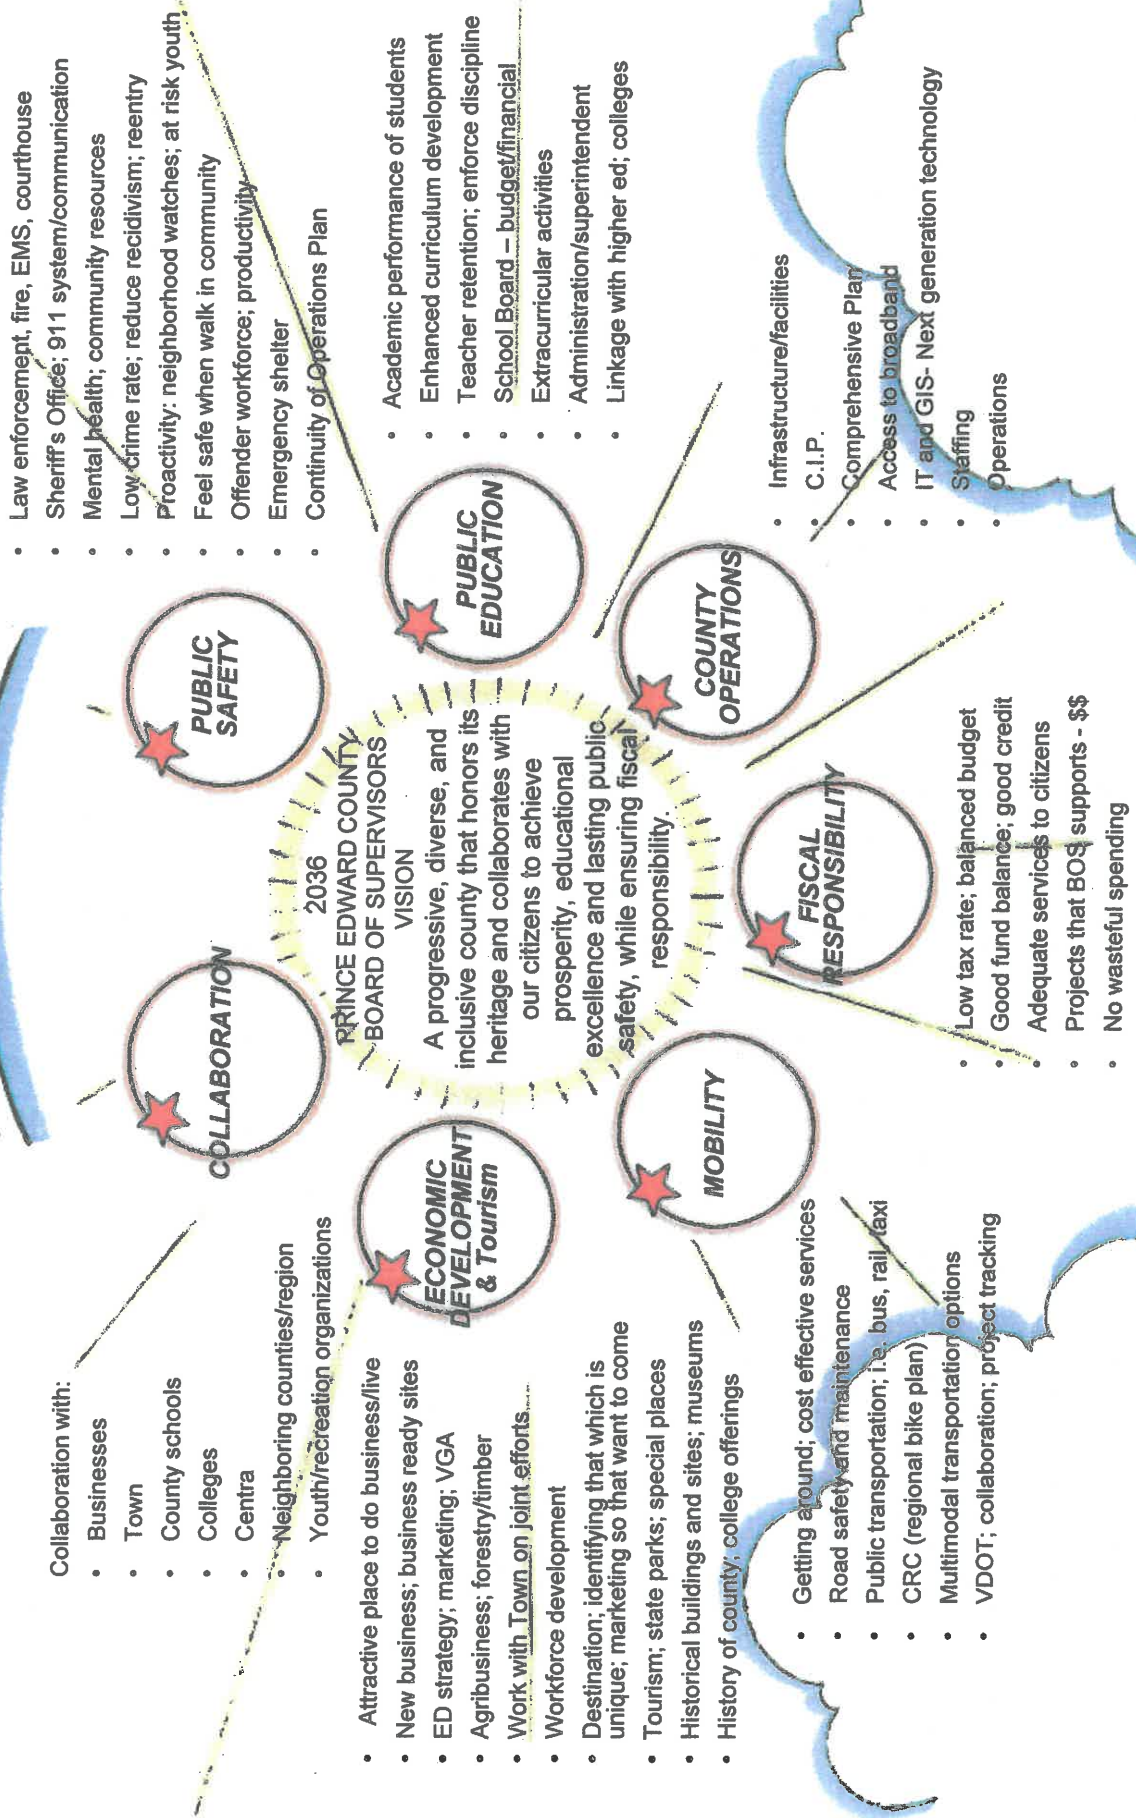 2036
PRINCE EDWARD COUNTY
BOARD OF SUPERVISORS
VISION
A progressive, diverse, and
inclusive county that honors its
heritage and collaborates with
our citizens to achieve
prosperity, educational
excellence and lasting public
safety, while ensuring fiscal
responsibility.
COLLABORATION
Collaboration with:
• Businesses
• Town
• County schools
• Colleges
• Centra
• Neighboring counties/region
• Youth/recreation organizations
PUBLIC
SAFETY
• Law enforcement, fire, EMS, courthouse
• Sheriff's Office; 911 system/communication
• Mental health; community resources
• Low crime rate; reduce recidivism; reentry
• Proactivity: neighborhood watches; at risk youth
• Feel safe when walk in community
• Offender workforce; productivity
• Emergency shelter
• Continuity of Operations Plan
ECONOMIC
DEVELOPMENT
& Tourism
• Attractive place to do business/live
• New business; business ready sites
• ED strategy; marketing; VGA
• Agribusiness; forestry/timber
• Work with Town on joint efforts
• Workforce development
• Destination; identifying that which is
unique; marketing so that want to come
• Tourism; state parks; special places
• Historical buildings and sites; museums
• History of county; college offerings
PUBLIC
EDUCATION
• Academic performance of students
• Enhanced curriculum development
• Teacher retention; enforce discipline
• School Board – budget/financial
• Extracurricular activities
• Administration/superintendent
• Linkage with higher ed; colleges
MOBILITY
• Getting around; cost effective services
• Road safety and maintenance
• Public transportation; i.e. bus, rail, taxi
• CRC (regional bike plan)
• Multimodal transportation options
• VDOT; collaboration; project tracking
FISCAL
RESPONSIBILITY
• Low tax rate; balanced budget
• Good fund balance; good credit
• Adequate services to citizens
• Projects that BOS supports - $$
• No wasteful spending
COUNTY
OPERATIONS
• Infrastructure/facilities
• C.I.P.
• Comprehensive Plan
• Access to broadband
• IT and GIS- Next generation technology
• Staffing
• Operations